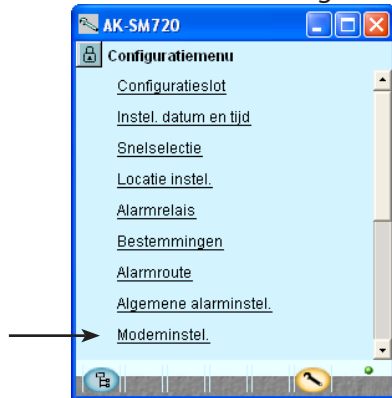 AK-SM720
Configuratiemenu
Configuratieslot
Instel. datum en tijd
Snelselectie
Locatie instel.
Alarmrelais
Bestemmingen
Alarmroute
Algemene alarminstel.
Modeminstel.